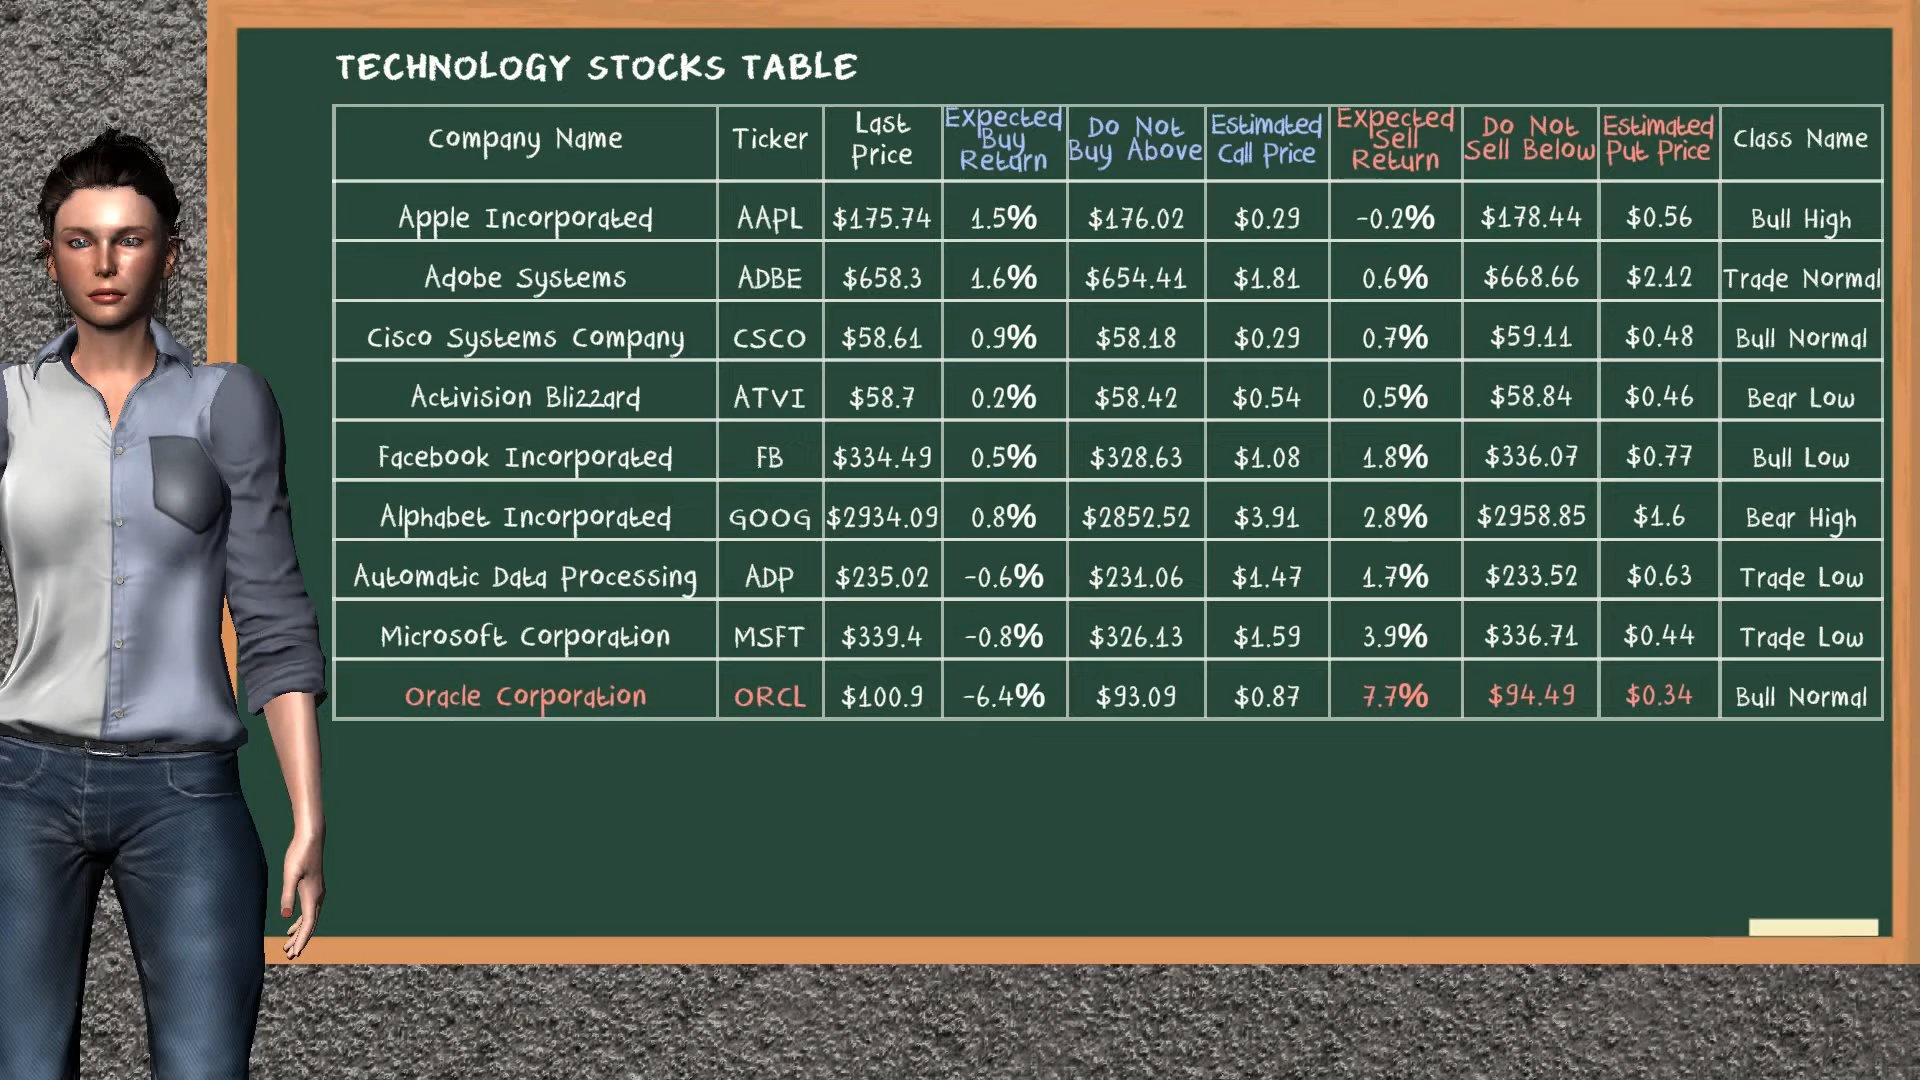 TECHNOLOGY STOCKS TABLE
Company Name Ticker Last Price Expected Buy Return Do Not Buy Above Estimated Call Price Expected Sell Return Do Not Sell Below Estimated Put Price Class Name
Apple Incorporated AAPL $175.74 1.5% $176.02 $0.29 -0.2% $178.44 $0.56 Bull High
Adobe Systems ADBE $658.3 1.6% $654.41 $1.81 0.6% $668.66 $2.12 Trade Normal
Cisco Systems Company CSCO $58.61 0.9% $58.18 $0.29 0.7% $59.11 $0.48 Bull Normal
Activision Blizzard ATVI $58.7 0.2% $58.42 $0.54 0.5% $58.84 $0.46 Bear Low
Facebook Incorporated FB $334.49 0.5% $328.63 $1.08 1.8% $336.07 $0.77 Bull Low
Alphabet Incorporated GOOG $2934.09 0.8% $2852.52 $3.91 2.8% $2958.85 $1.6 Bear High
Automatic Data Processing ADP $235.02 -0.6% $231.06 $1.47 1.7% $233.52 $0.63 Trade Low
Microsoft Corporation MSFT $339.4 -0.8% $326.13 $1.59 3.9% $336.71 $0.44 Trade Low
Oracle Corporation ORCL $100.9 -6.4% $93.09 $0.87 7.7% $94.49 $0.34 Bull Normal